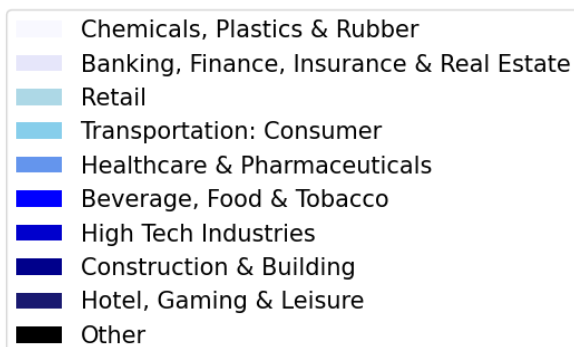 Chemicals, Plastics & Rubber
Banking, Finance, Insurance & Real Estate
Retail
Transportation: Consumer
Healthcare & Pharmaceuticals
Beverage, Food & Tobacco
High Tech Industries
Construction & Building
Hotel, Gaming & Leisure
Other